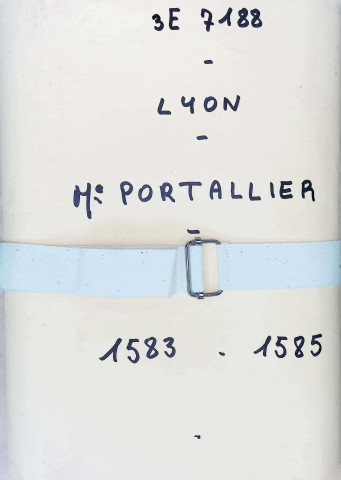 3E 7188
-
LYON
-
Me PORTALLIER
-
1583 - 1585
-